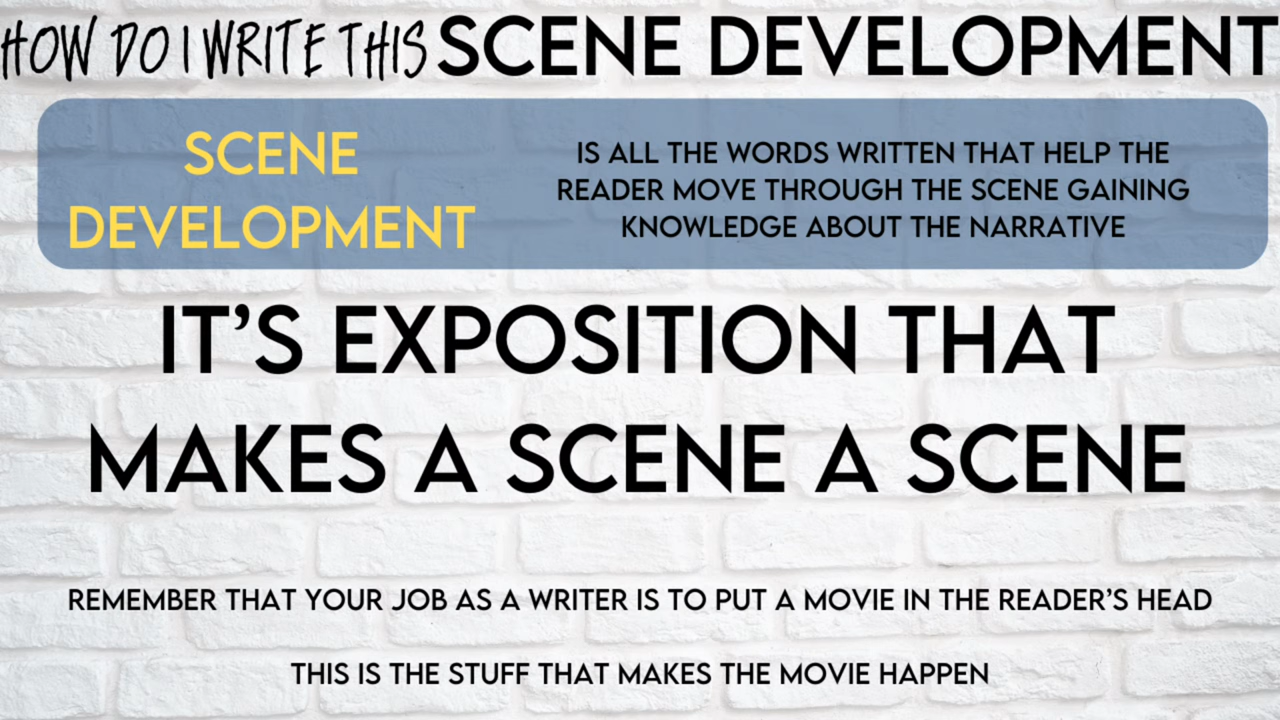 HOW DO I WRITE THIS SCENE DEVELOPMENT
SCENE
DEVELOPMENT
IS ALL THE WORDS WRITTEN THAT HELP THE
READER MOVE THROUGH THE SCENE GAINING
KNOWLEDGE ABOUT THE NARRATIVE
IT'S EXPOSITION THAT
MAKES A SCENE A SCENE
REMEMBER THAT YOUR JOB AS A WRITER IS TO PUT A MOVIE IN THE READER'S HEAD
THIS IS THE STUFF THAT MAKES THE MOVIE HAPPEN